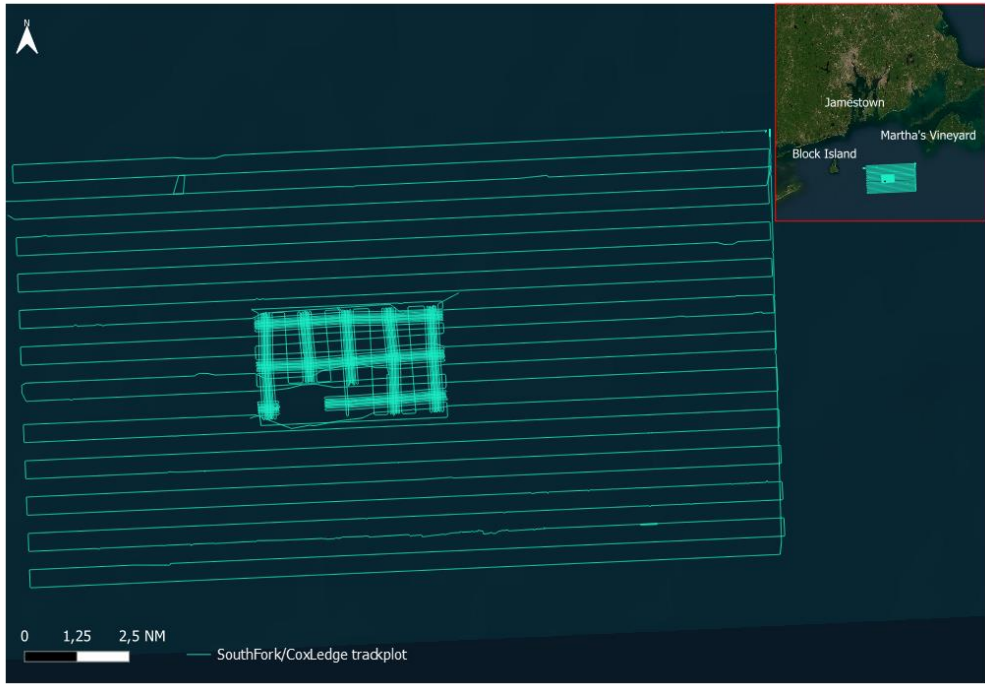 N
Jamestown
Martha's Vineyard
Block Island
0 1,25 2,5 NM
SouthFork/CoxLedge trackplot